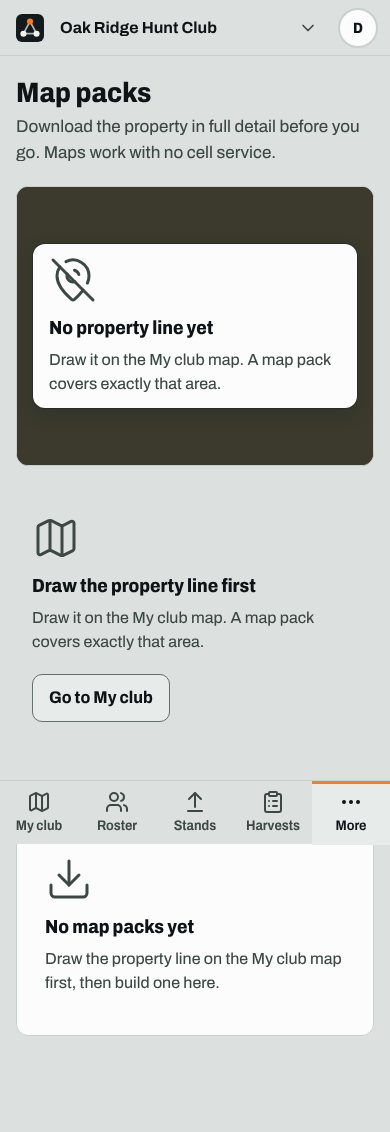 Oak Ridge Hunt Club
D
Map packs
Download the property in full detail before you
go. Maps work with no cell service.
No property line yet
Draw it on the My club map. A map pack
covers exactly that area.
Draw the property line first
Draw it on the My club map. A map pack
covers exactly that area.
Go to My club
My club
Roster
Stands
Harvests
More
No map packs yet
Draw the property line on the My club map
first, then build one here.